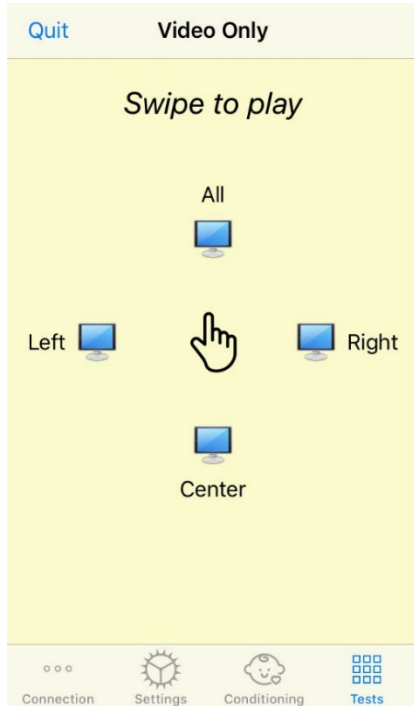 Quit Video Only
Swipe to play
All
Left Right
Center
Connection Settings Conditioning Tests